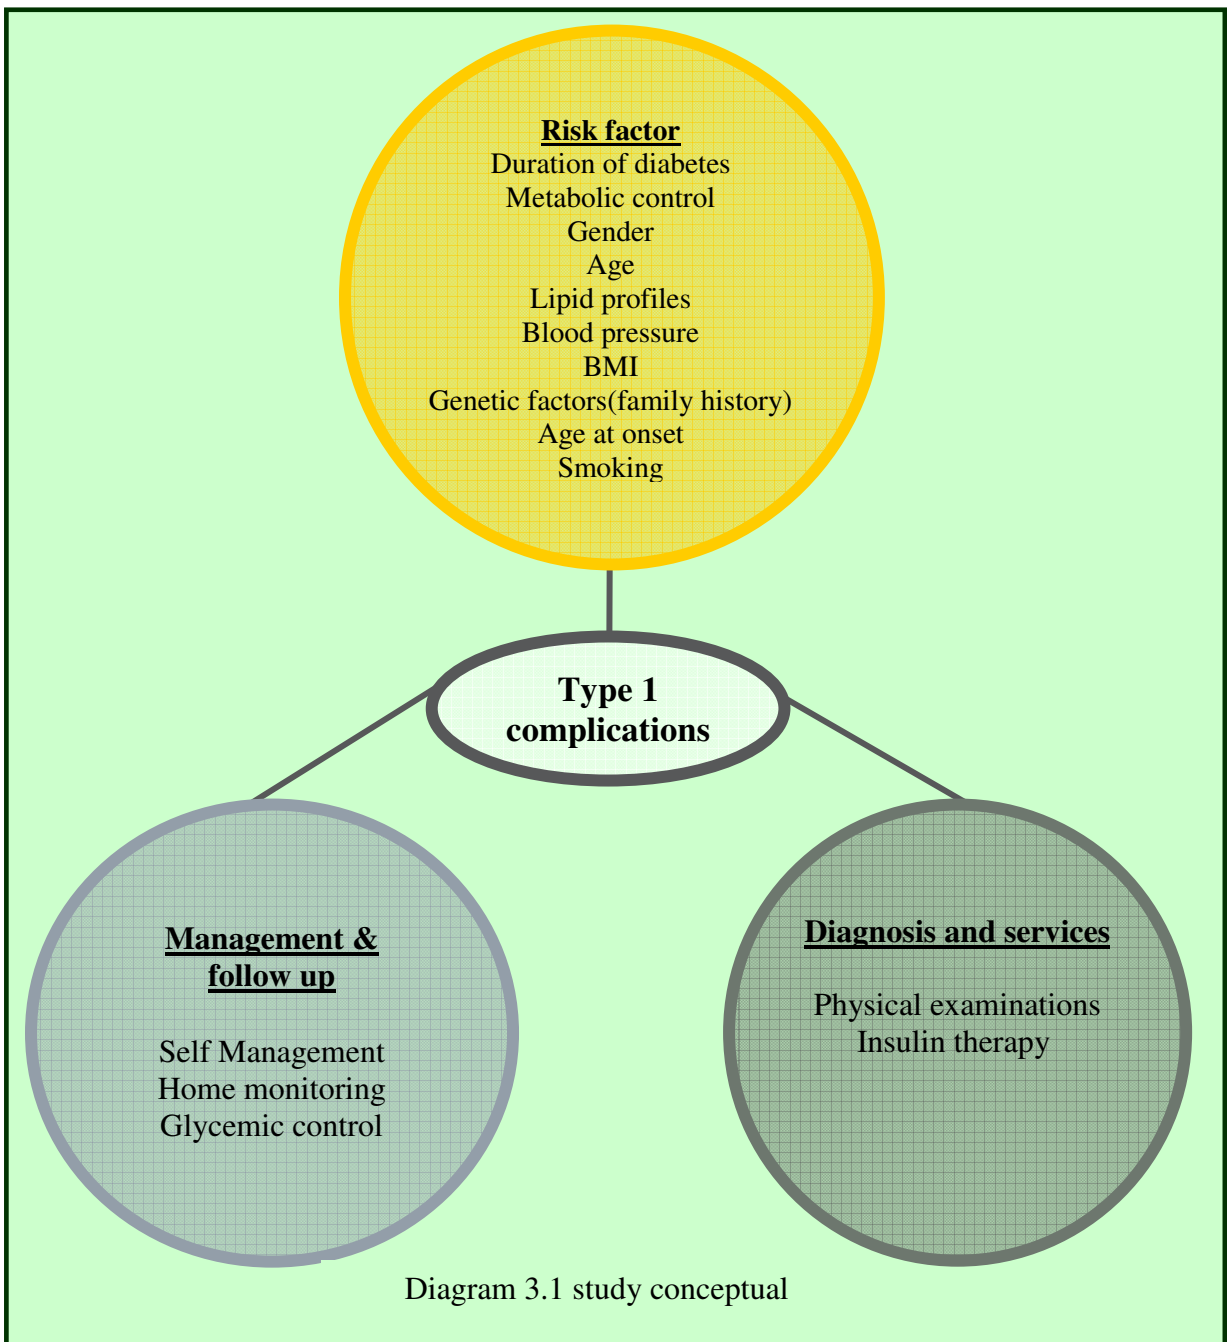 Risk factor
Duration of diabetes
Metabolic control
Gender
Age
Lipid profiles
Blood pressure
BMI
Genetic factors(family history)
Age at onset
Smoking
Type 1
complications
Management &
follow up
Self Management
Home monitoring
Glycemic control
Diagnosis and services
Physical examinations
Insulin therapy
Diagram 3.1 study conceptual